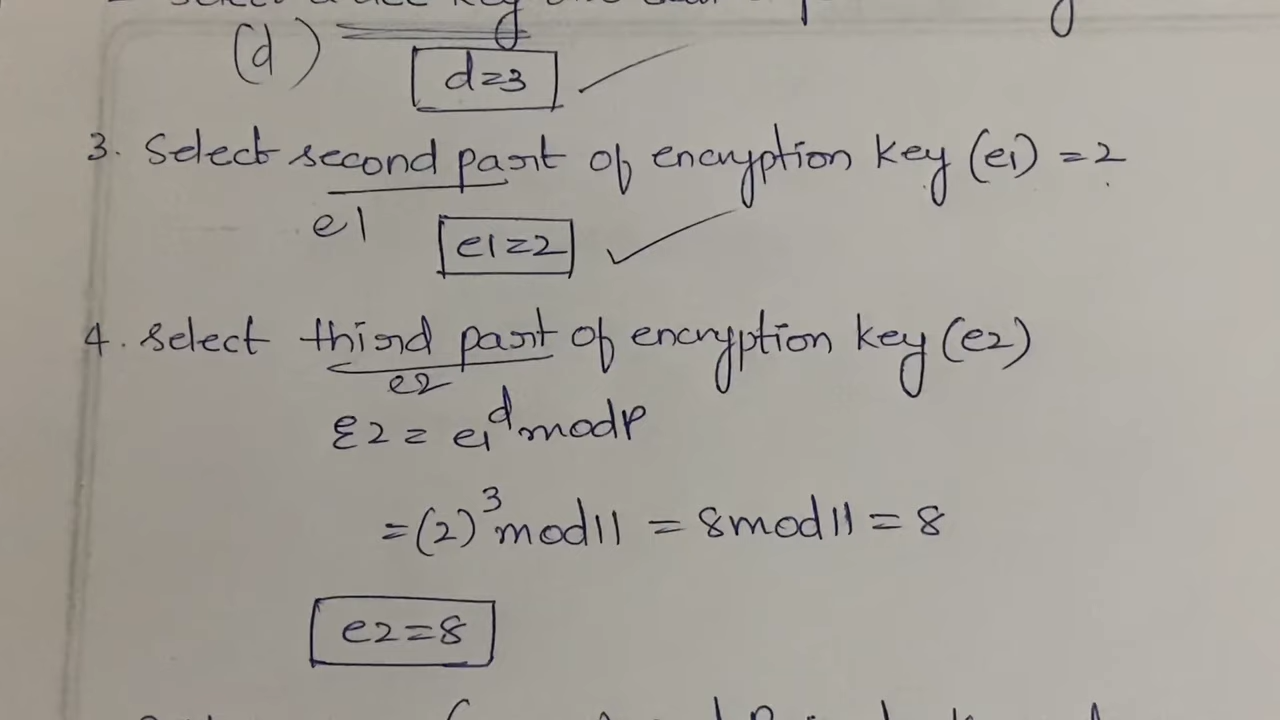 (d)
d=3
3. Select second part of encryption key (e1) = 2
e1
e1=2
4. select third part of encryption key (e2)
e2
E2 = e1^d mod P
= (2)^3 mod 11 = 8 mod 11 = 8
e2=8